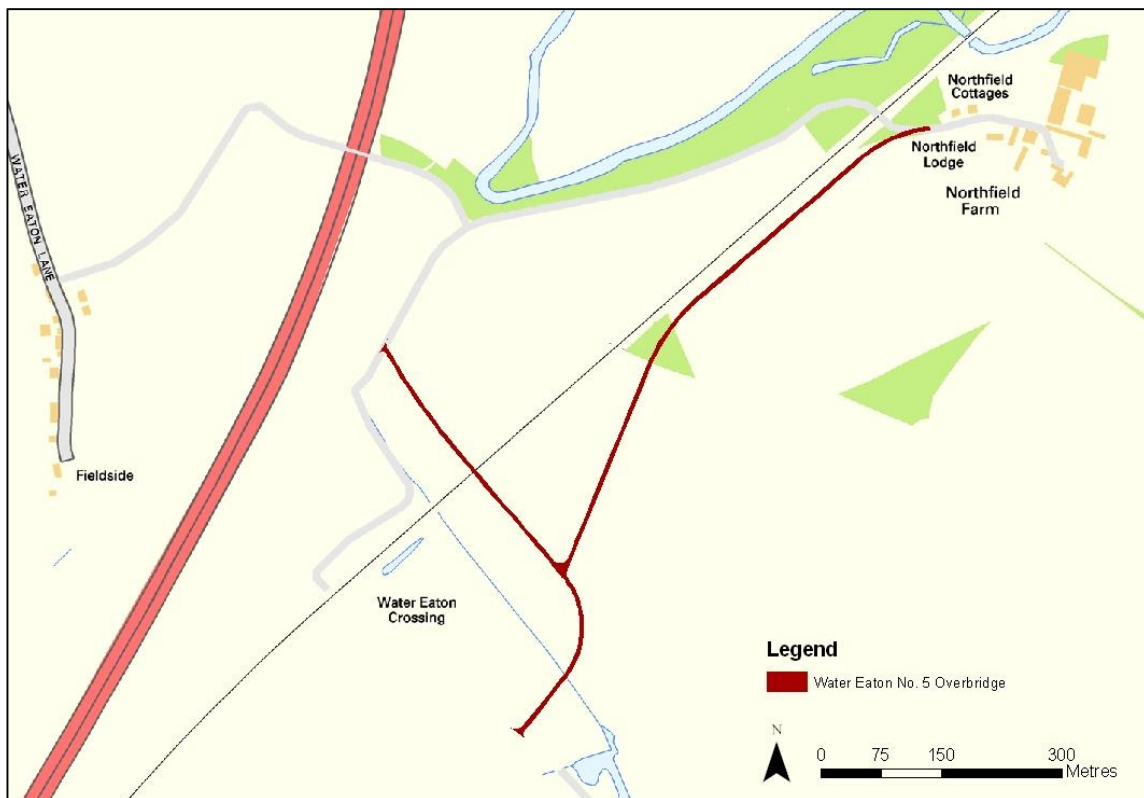 Northfield
Cottages
Northfield
Lodge
Northfield
Farm
WATER EATON LANE
Fieldside
Water Eaton
Crossing
Legend
Water Eaton No. 5 Overbridge
N
0 75 150 300
Metres